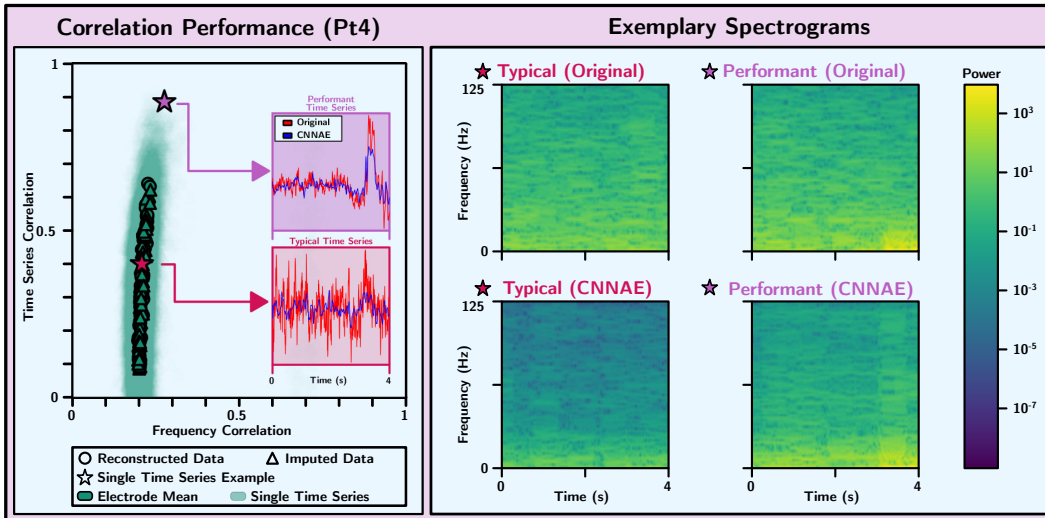 Correlation Performance (Pt4)
Time Series Correlation
1
0.5
0
0
0.5
1
Frequency Correlation
Performant
Time Series
Original
CNNAE
Typical Time Series
0
Time (s)
4
Reconstructed Data
Imputed Data
Single Time Series Example
Electrode Mean
Single Time Series
Exemplary Spectrograms
Typical (Original)
Performant (Original)
Frequency (Hz)
125
0
125
0
Typical (CNNAE)
Performant (CNNAE)
Frequency (Hz)
125
0
125
0
0
Time (s)
4
0
Time (s)
4
Power
10^3
10^1
10^-1
10^-3
10^-5
10^-7